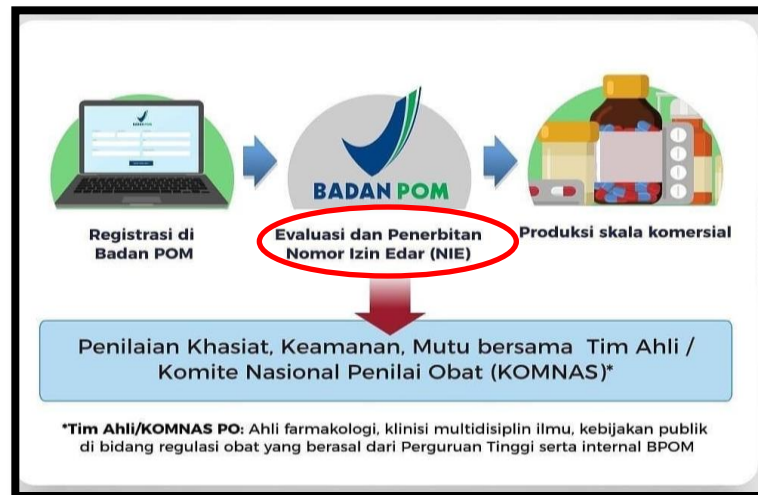 BADAN POM
Registrasi di
Badan POM
Evaluasi dan Penerbitan
Nomor Izin Edar (NIE)
Produksi skala komersial
Penilaian Khasiat, Keamanan, Mutu bersama Tim Ahli /
Komite Nasional Penilai Obat (KOMNAS)*
*Tim Ahli/KOMNAS PO: Ahli farmakologi, klinisi multidisiplin ilmu, kebijakan publik
di bidang regulasi obat yang berasal dari Perguruan Tinggi serta internal BPOM